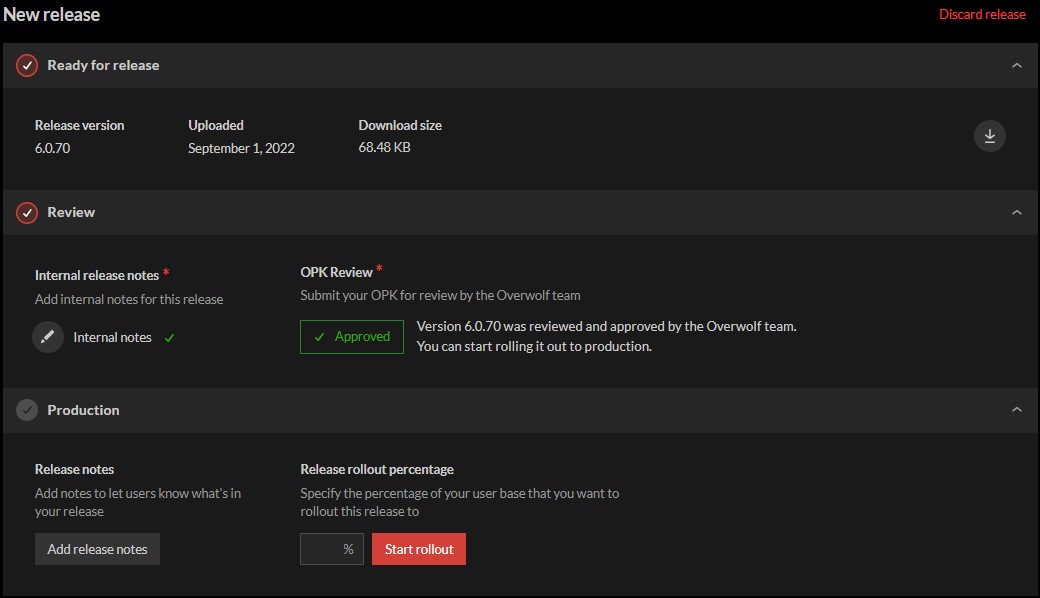 New release
Discard release
Ready for release
Release version
Uploaded
Download size
6.0.70
September 1, 2022
68.48 KB
Review
Internal release notes *
OPK Review *
Add internal notes for this release
Submit your OPK for review by the Overwolf team
Internal notes
Approved
Version 6.0.70 was reviewed and approved by the Overwolf team.
You can start rolling it out to production.
Production
Release notes
Release rollout percentage
Add notes to let users know what's in
your release
Specify the percentage of your user base that you want to
rollout this release to
Add release notes
%
Start rollout